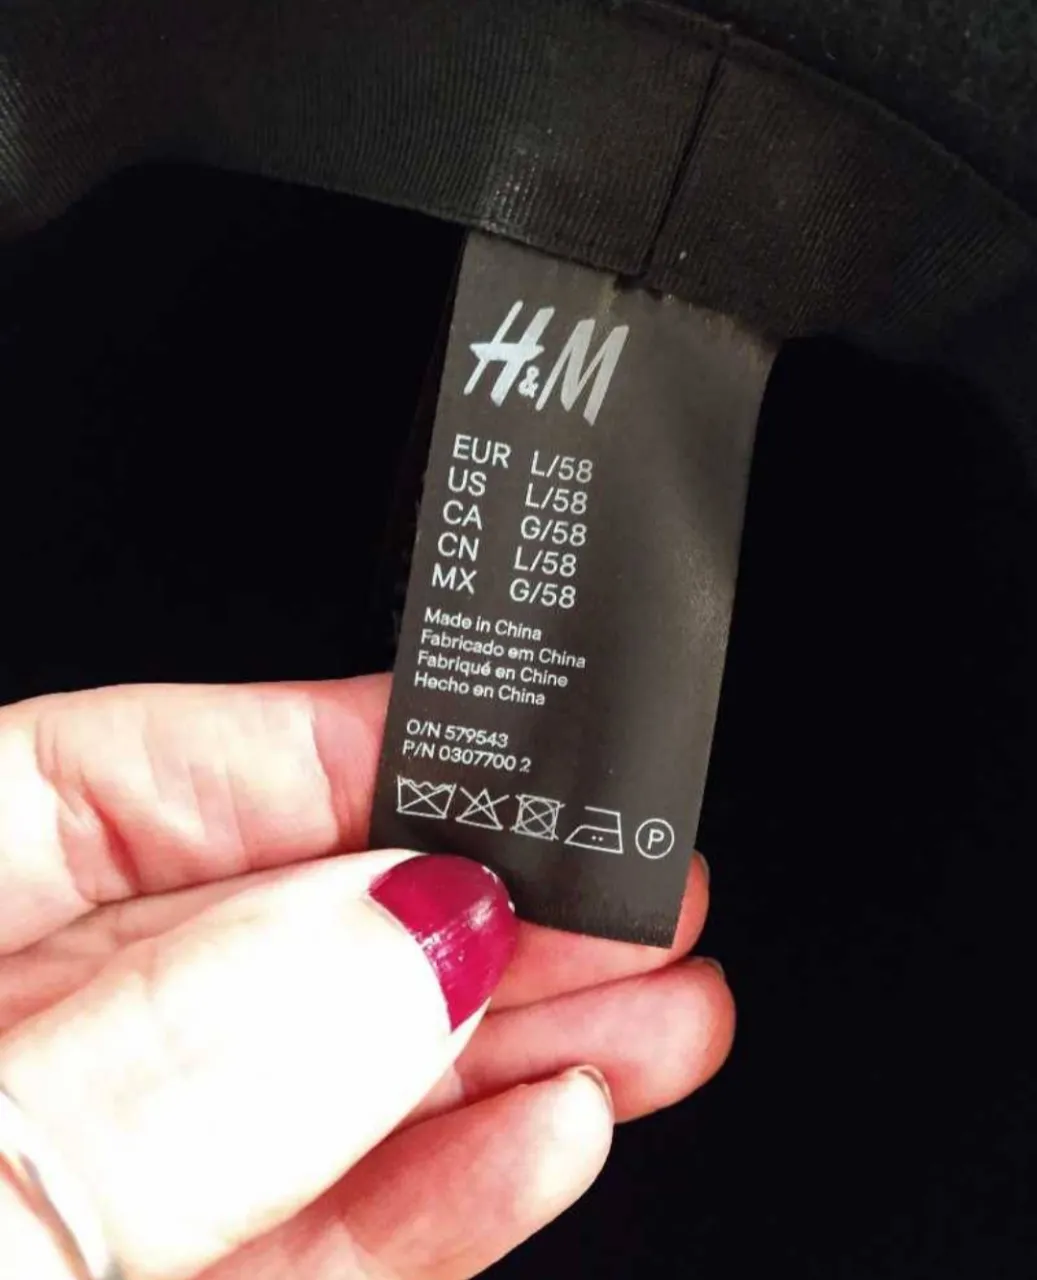 H&M
EUR L/58
US L/58
CA G/58
CN L/58
MX G/58
Made in China
Fabricado em China
Fabriqué en Chine
Hecho en China
O/N 579543
P/N 0307700 2
P